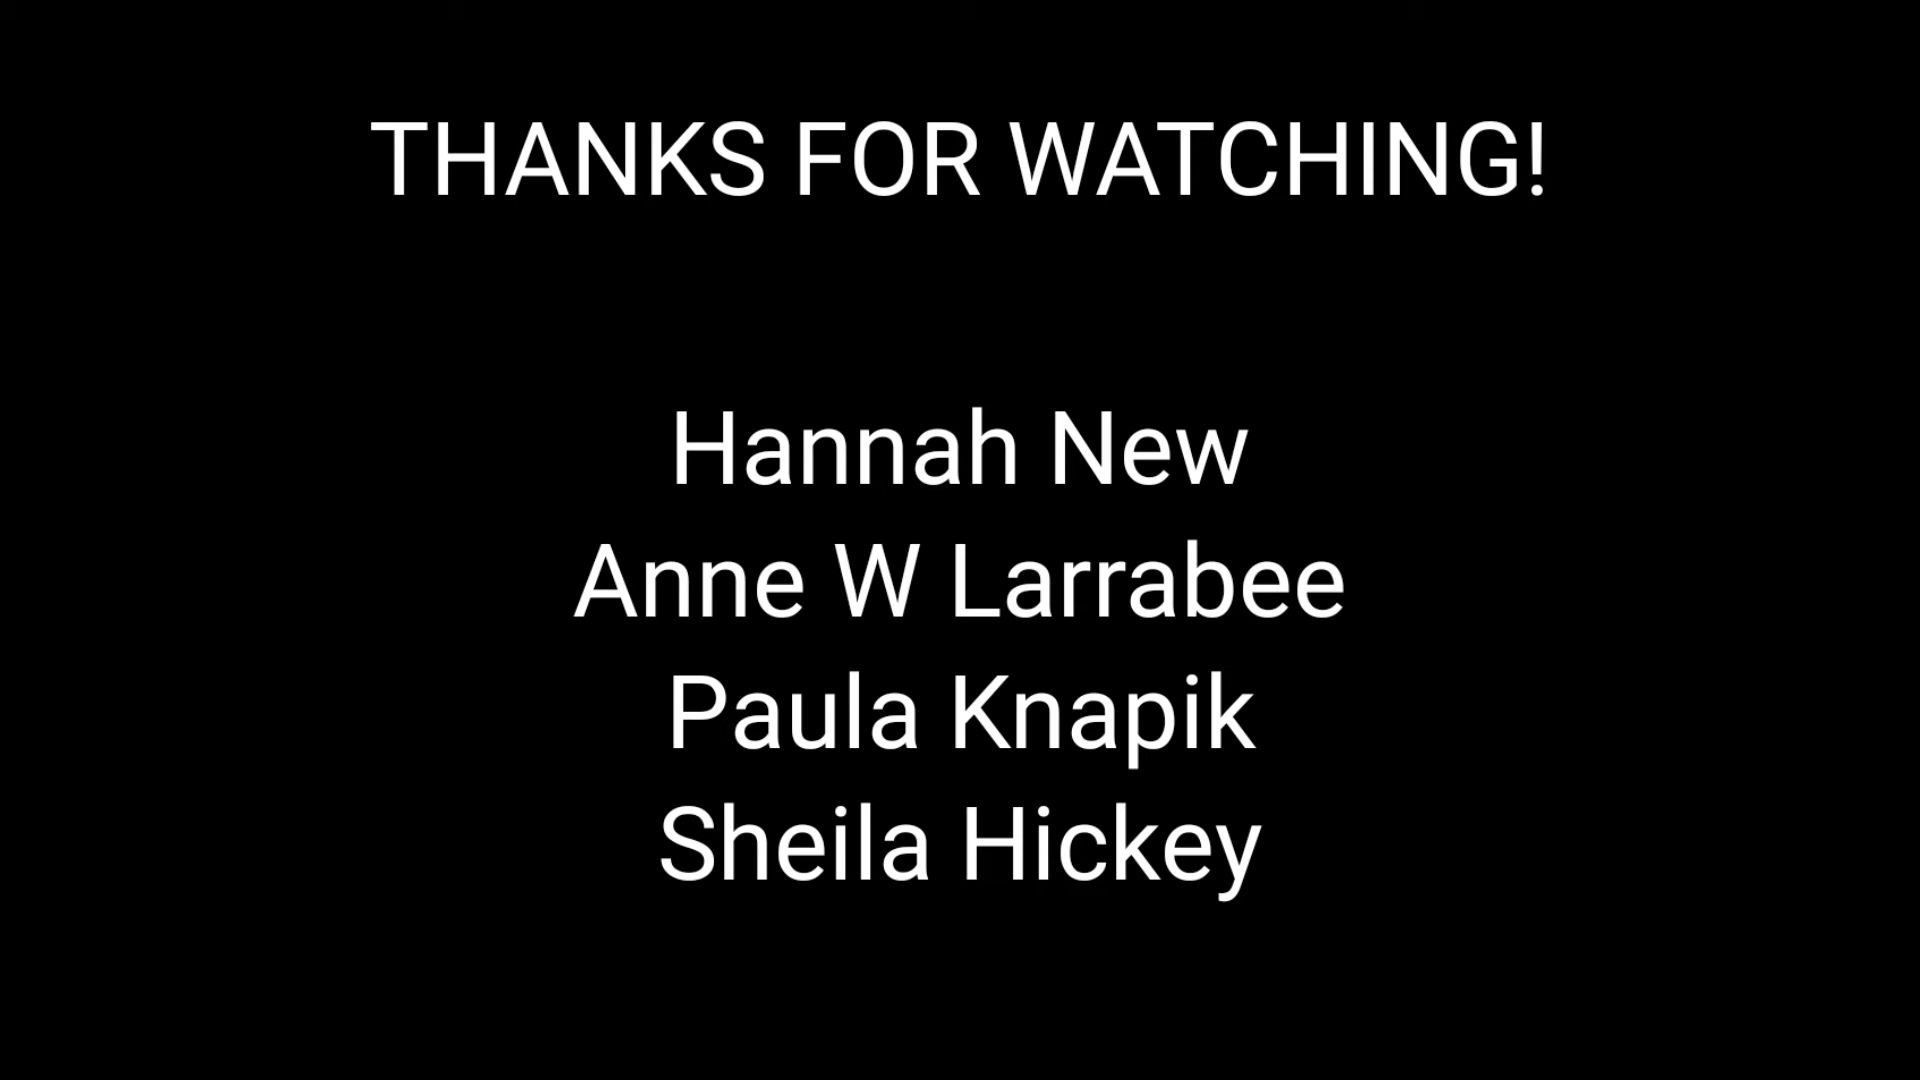 THANKS FOR WATCHING!
Hannah New
Anne W Larrabee
Paula Knapik
Sheila Hickey